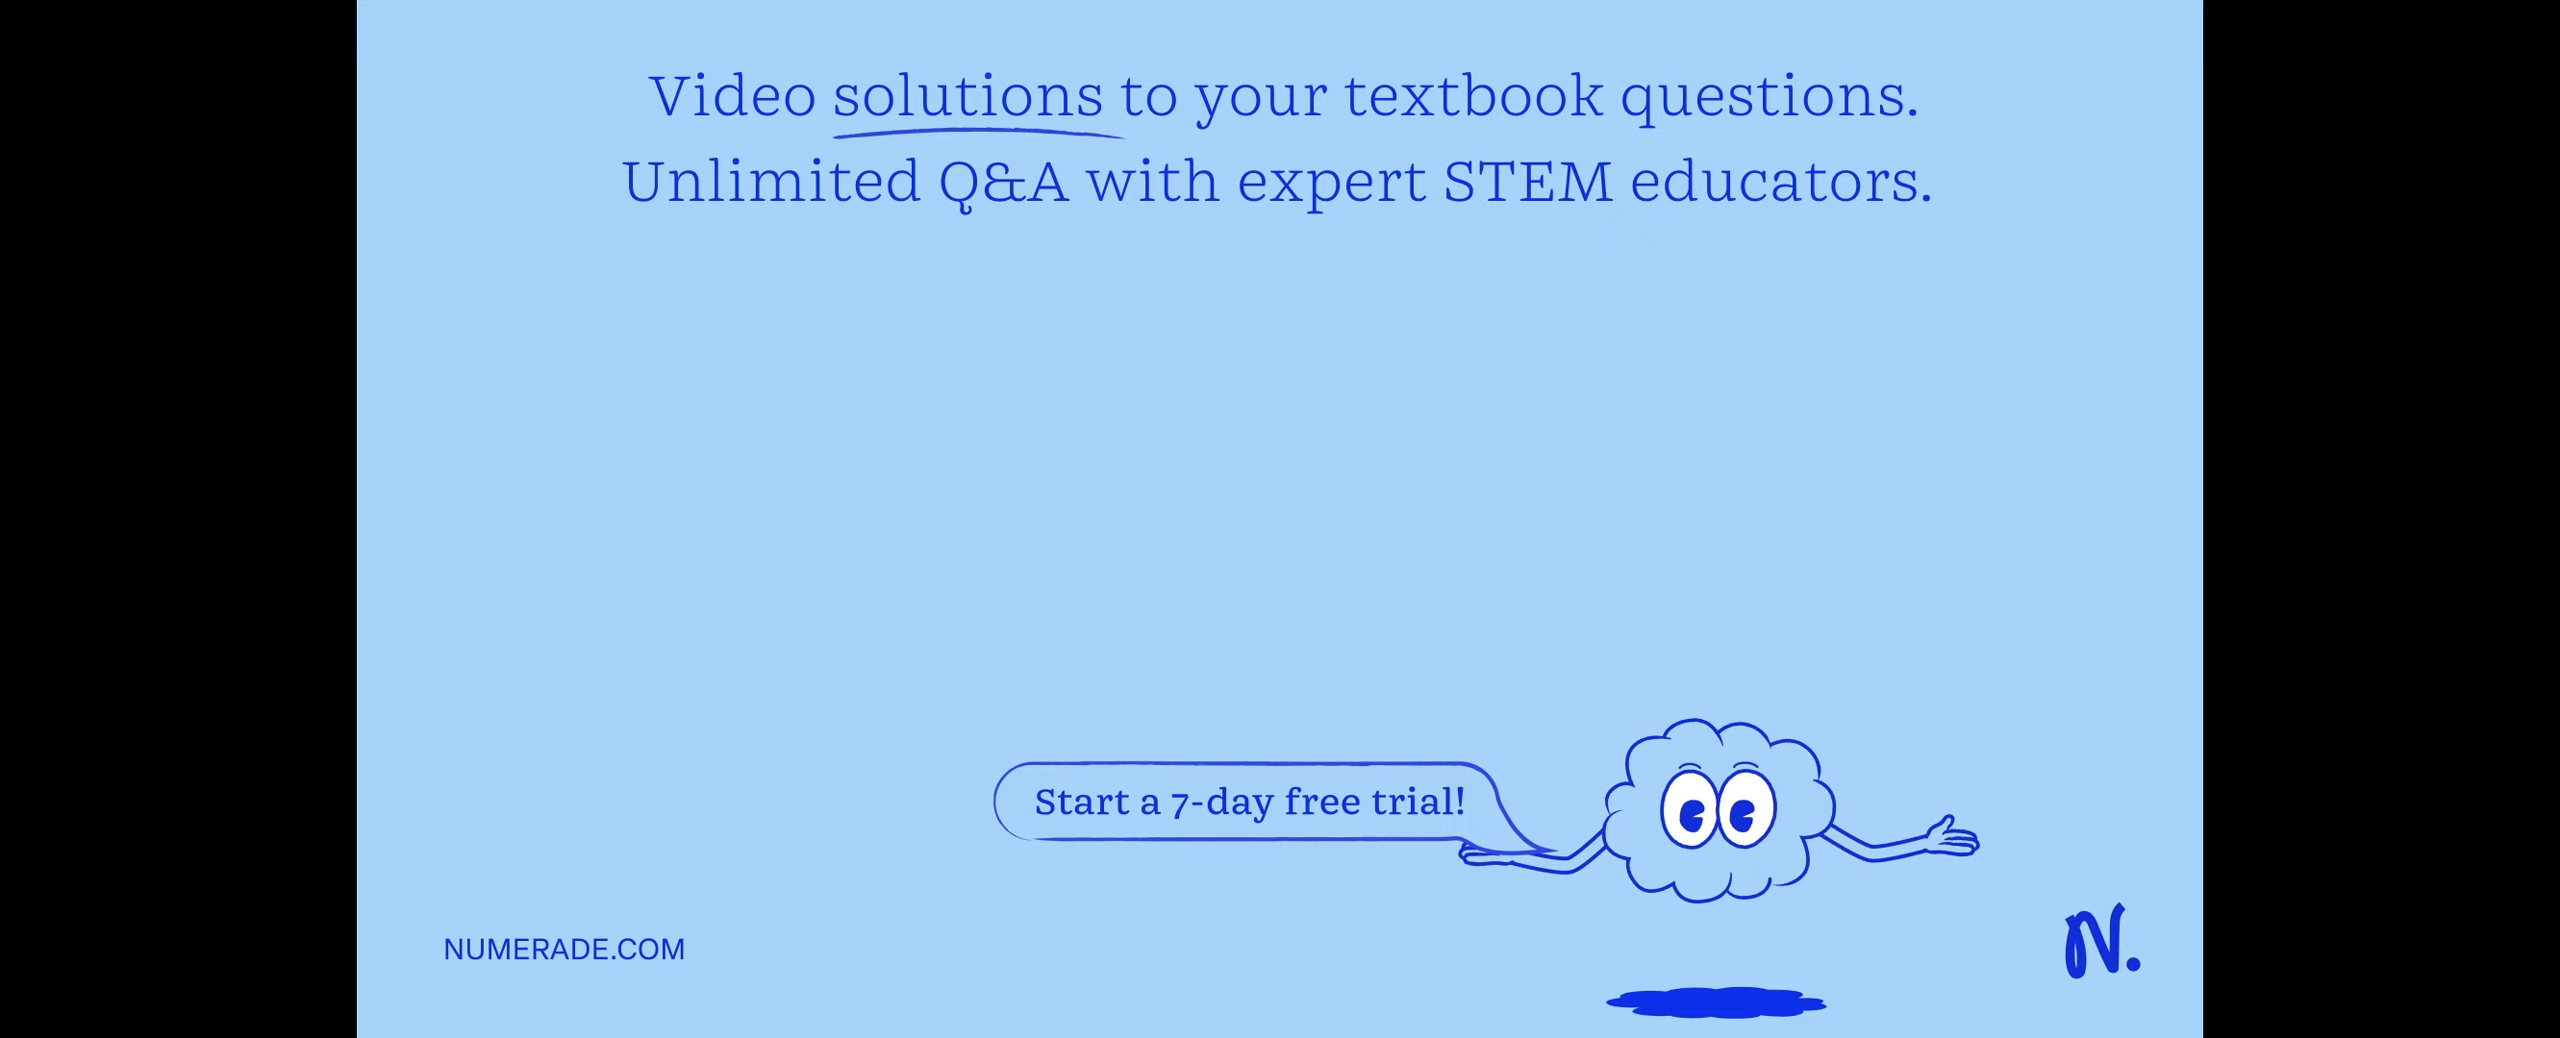 Video solutions to your textbook questions.
Unlimited Q&A with expert STEM educators.
Start a 7-day free trial!
NUMERADE.COM
N.